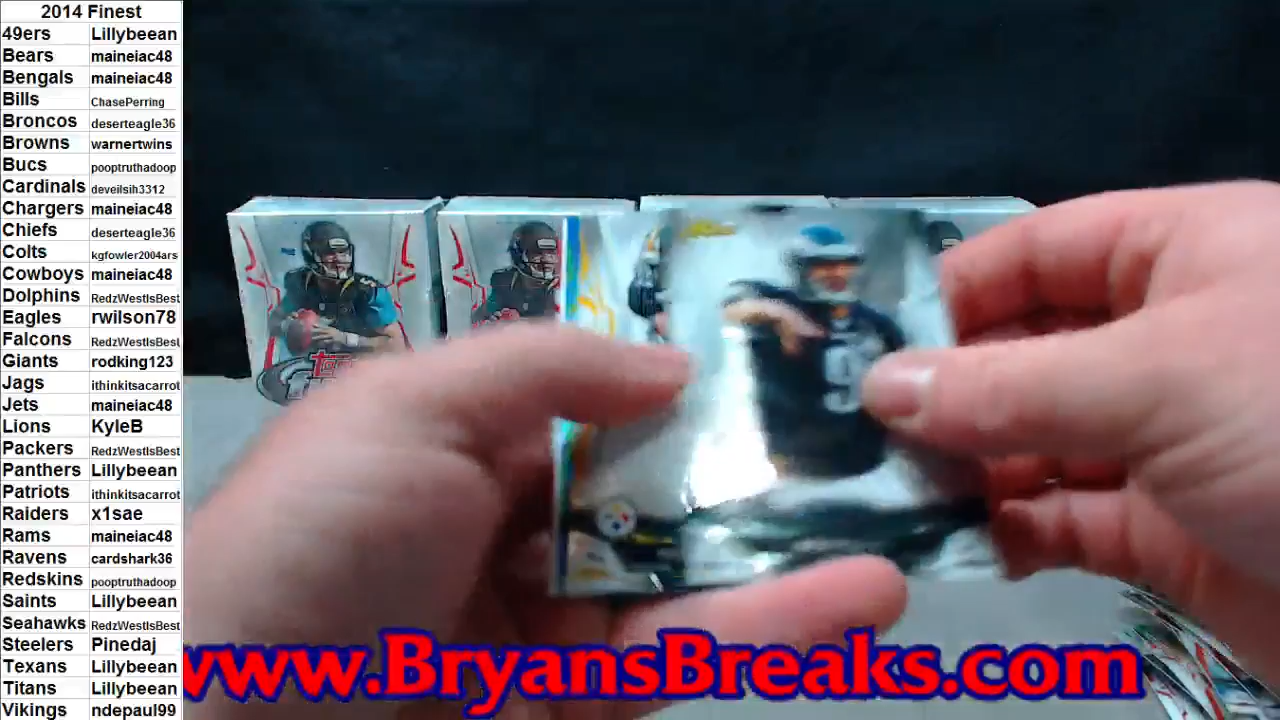 2014 Finest
49ers Lillybeean
Bears maineiac48
Bengals maineiac48
Bills ChasePerring
Broncos deserteagle36
Browns warnertwins
Bucs pooptruthadoop
Cardinals deveilsih3312
Chargers maineiac48
Chiefs deserteagle36
Colts kgfowler2004ars
Cowboys maineiac48
Dolphins RedzWestIsBest
Eagles rwilson78
Falcons RedzWestIsBest
Giants rodking123
Jags ithinkitsacarrot
Jets maineiac48
Lions KyleB
Packers RedzWestIsBest
Panthers Lillybeean
Patriots ithinkitsacarrot
Raiders x1sae
Rams maineiac48
Ravens cardshark36
Redskins pooptruthadoop
Saints Lillybeean
Seahawks RedzWestIsBest
Steelers Pinedaj
Texans Lillybeean
Titans Lillybeean
Vikings ndepaul99
www.BryansBreaks.com